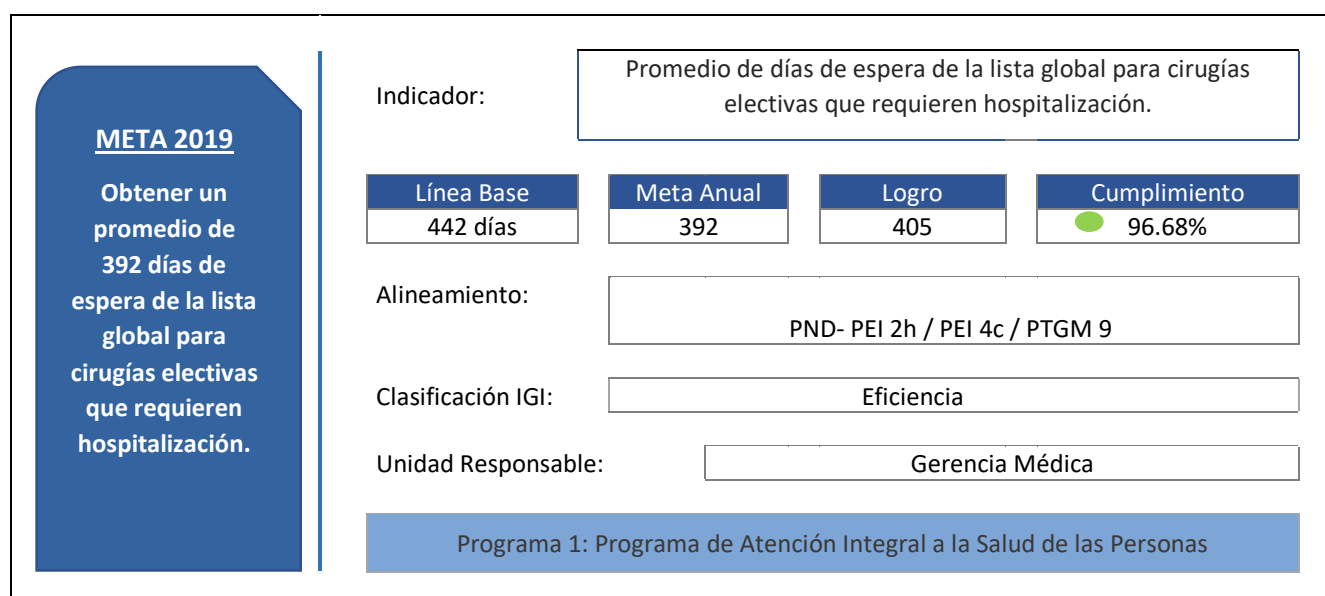 META 2019
Obtener un
promedio de
392 días de
espera de la lista
global para
cirugías electivas
que requieren
hospitalización.
Indicador:
Promedio de días de espera de la lista global para cirugías
electivas que requieren hospitalización.
Línea Base
Meta Anual
Logro
Cumplimiento
442 días
392
405
96.68%
Alineamiento:
PND- PEI 2h / PEI 4c / PTGM 9
Clasificación IGI:
Eficiencia
Unidad Responsable:
Gerencia Médica
Programa 1: Programa de Atención Integral a la Salud de las Personas